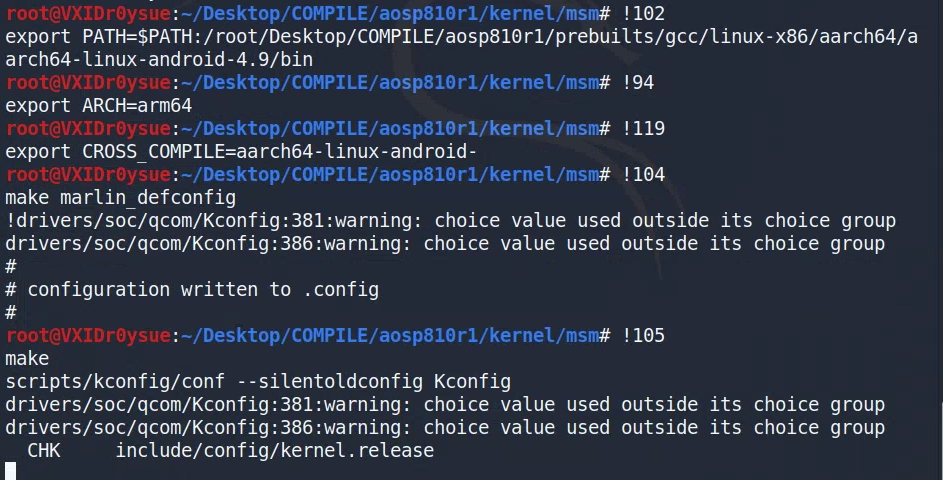 root@VXIDr0ysue:~/Desktop/COMPILE/aosp810r1/kernel/msm# !102
export PATH=$PATH:/root/Desktop/COMPILE/aosp810r1/prebuilts/gcc/linux-x86/aarch64/a
arch64-linux-android-4.9/bin
root@VXIDr0ysue:~/Desktop/COMPILE/aosp810r1/kernel/msm# !94
export ARCH=arm64
root@VXIDr0ysue:~/Desktop/COMPILE/aosp810r1/kernel/msm# !119
export CROSS_COMPILE=aarch64-linux-android-
root@VXIDr0ysue:~/Desktop/COMPILE/aosp810r1/kernel/msm# !104
make marlin_defconfig
!drivers/soc/qcom/Kconfig:381:warning: choice value used outside its choice group
drivers/soc/qcom/Kconfig:386:warning: choice value used outside its choice group
#
# configuration written to .config
#
root@VXIDr0ysue:~/Desktop/COMPILE/aosp810r1/kernel/msm# !105
make
scripts/kconfig/conf --silentoldconfig Kconfig
drivers/soc/qcom/Kconfig:381:warning: choice value used outside its choice group
drivers/soc/qcom/Kconfig:386:warning: choice value used outside its choice group
  CHK     include/config/kernel.release